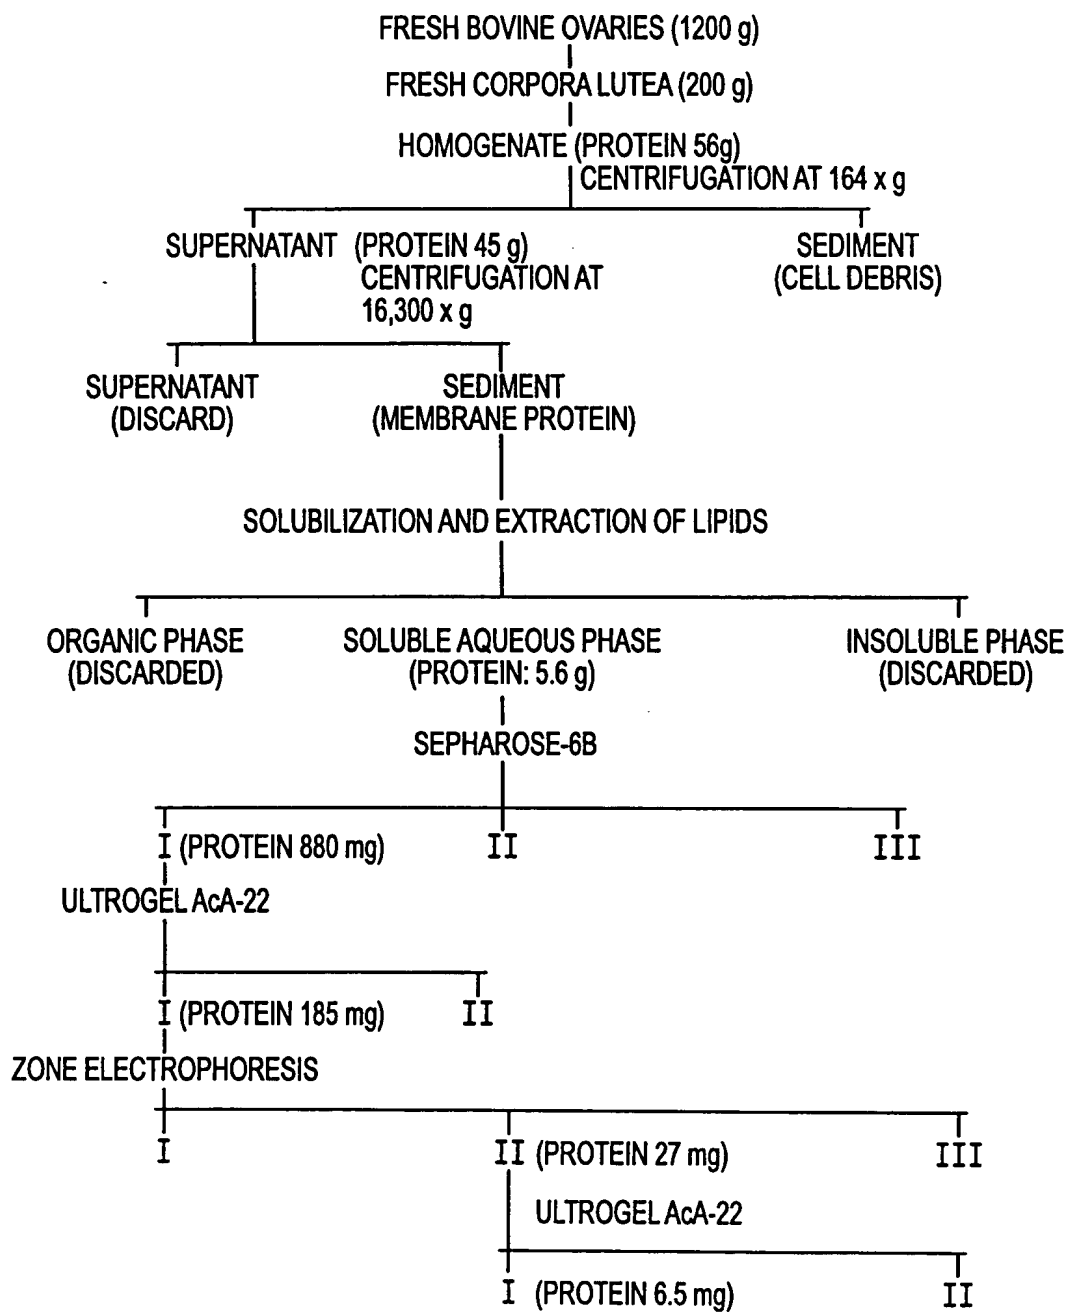 FRESH BOVINE OVARIES (1200 g)
FRESH CORPORA LUTEA (200 g)
HOMOGENATE (PROTEIN 56g)
CENTRIFUGATION AT 164 x g
SUPERNATANT (PROTEIN 45 g)
CENTRIFUGATION AT
16,300 x g
SEDIMENT
(CELL DEBRIS)
SUPERNATANT
(DISCARD)
SEDIMENT
(MEMBRANE PROTEIN)
SOLUBILIZATION AND EXTRACTION OF LIPIDS
ORGANIC PHASE
(DISCARDED)
SOLUBLE AQUEOUS PHASE
(PROTEIN: 5.6 g)
INSOLUBLE PHASE
(DISCARDED)
SEPHAROSE-6B
I (PROTEIN 880 mg) II III
ULTROGEL AcA-22
I (PROTEIN 185 mg) II
ZONE ELECTROPHORESIS
I II (PROTEIN 27 mg) III
ULTROGEL AcA-22
I (PROTEIN 6.5 mg) II